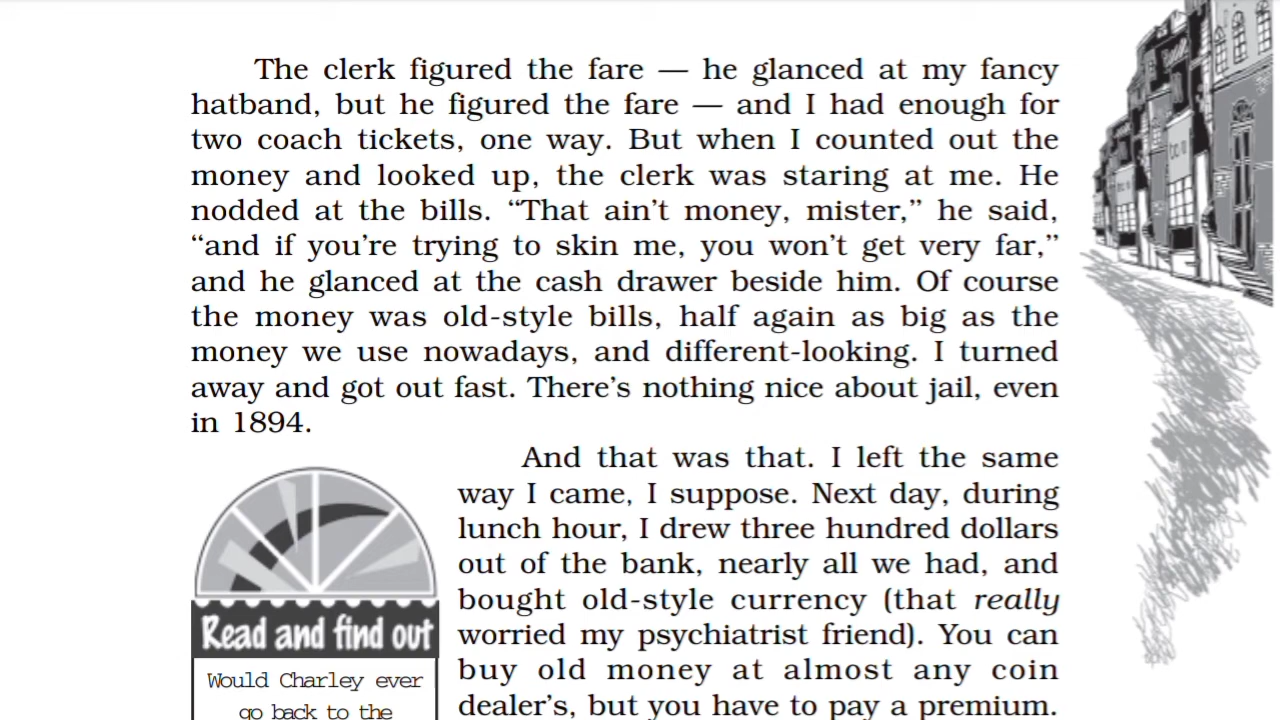 The clerk figured the fare — he glanced at my fancy
hatband, but he figured the fare — and I had enough for
two coach tickets, one way. But when I counted out the
money and looked up, the clerk was staring at me. He
nodded at the bills. “That ain’t money, mister,” he said,
“and if you’re trying to skin me, you won’t get very far,”
and he glanced at the cash drawer beside him. Of course
the money was old-style bills, half again as big as the
money we use nowadays, and different-looking. I turned
away and got out fast. There’s nothing nice about jail, even
in 1894.
And that was that. I left the same
way I came, I suppose. Next day, during
lunch hour, I drew three hundred dollars
out of the bank, nearly all we had, and
bought old-style currency (that really
worried my psychiatrist friend). You can
buy old money at almost any coin
dealer’s, but you have to pay a premium.
Read and find out
Would Charley ever
go back to the